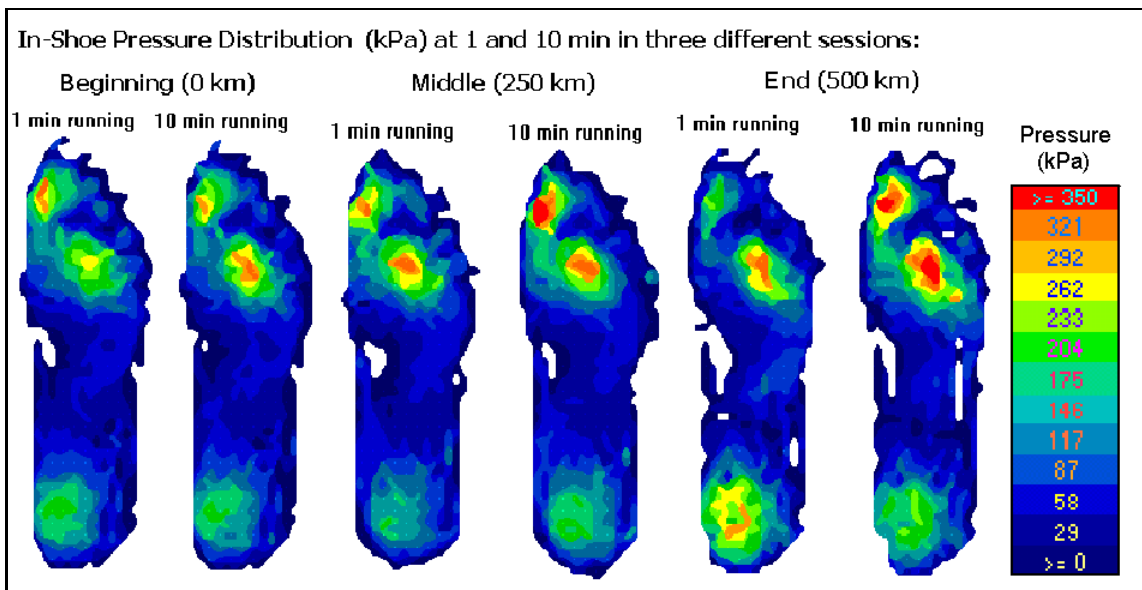 In-Shoe Pressure Distribution (kPa) at 1 and 10 min in three different sessions:
Beginning (0 km)
Middle (250 km)
End (500 km)
1 min running
10 min running
1 min running
10 min running
1 min running
10 min running
Pressure
(kPa)
>= 350
321
292
262
233
204
175
146
117
87
58
29
>= 0